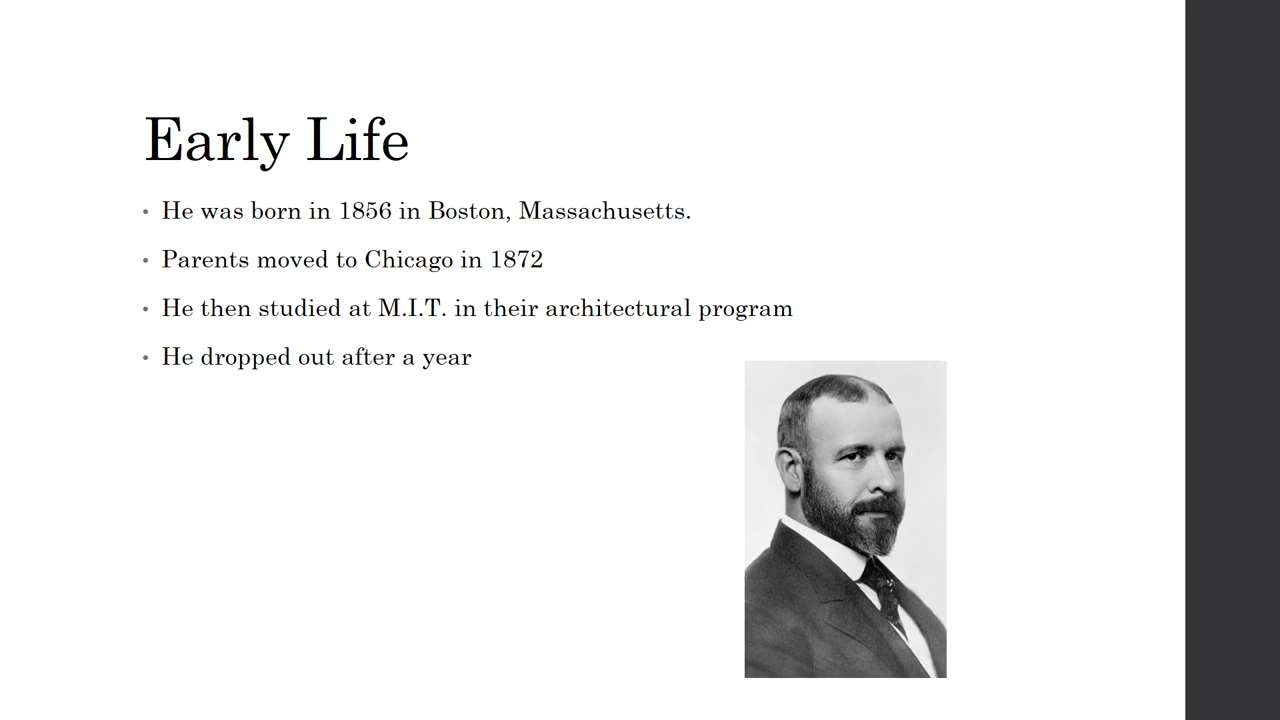 Early Life
• He was born in 1856 in Boston, Massachusetts.
• Parents moved to Chicago in 1872
• He then studied at M.I.T. in their architectural program
• He dropped out after a year